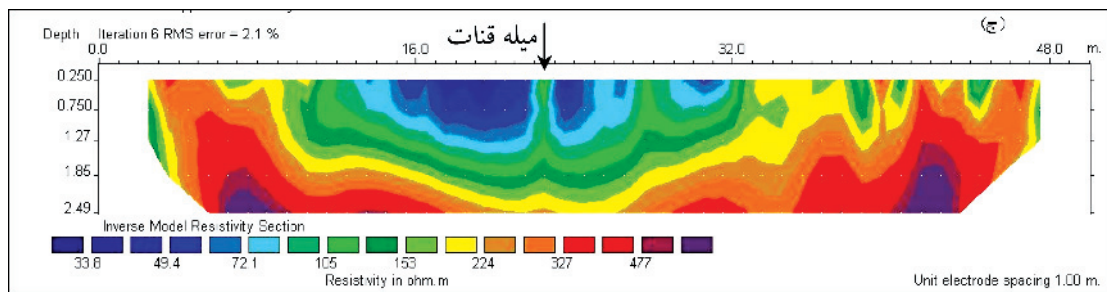 Depth Iteration 6 RMS error = 2.1 %
(ج)
میله قنات
0.0 16.0 32.0 48.0 m.
0.250
0.750
1.27
1.85
2.49
Inverse Model Resistivity Section
33.8 49.4 72.1 105 153 224 327 477
Resistivity in ohm.m
Unit electrode spacing 1.00 m.